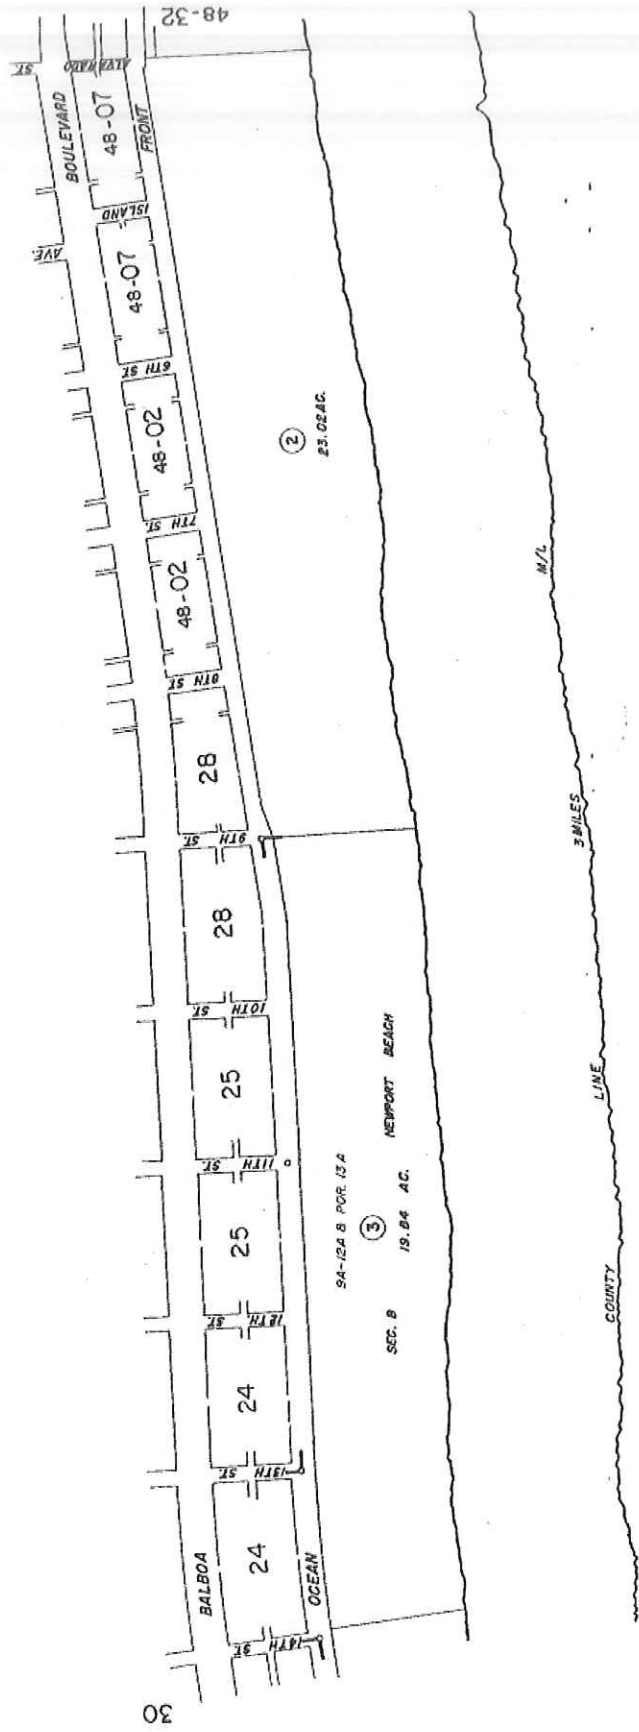 30
48-32
BALBOA
BOULEVARD
AVE.
14TH ST.
24
13TH ST.
24
12TH. ST.
25
11TH ST.
25
10TH ST.
28
9TH ST.
28
8TH ST.
48-02
7TH ST.
48-02
6TH ST.
48-07
ISLAND
48-07
ALVARADO ST.
OCEAN
FRONT
9A-12A & POR. 13 A
SEC. B
3
19.84 AC.
NEWPORT BEACH
2
23.02 AC.
COUNTY
LINE
3 MILES
M/L